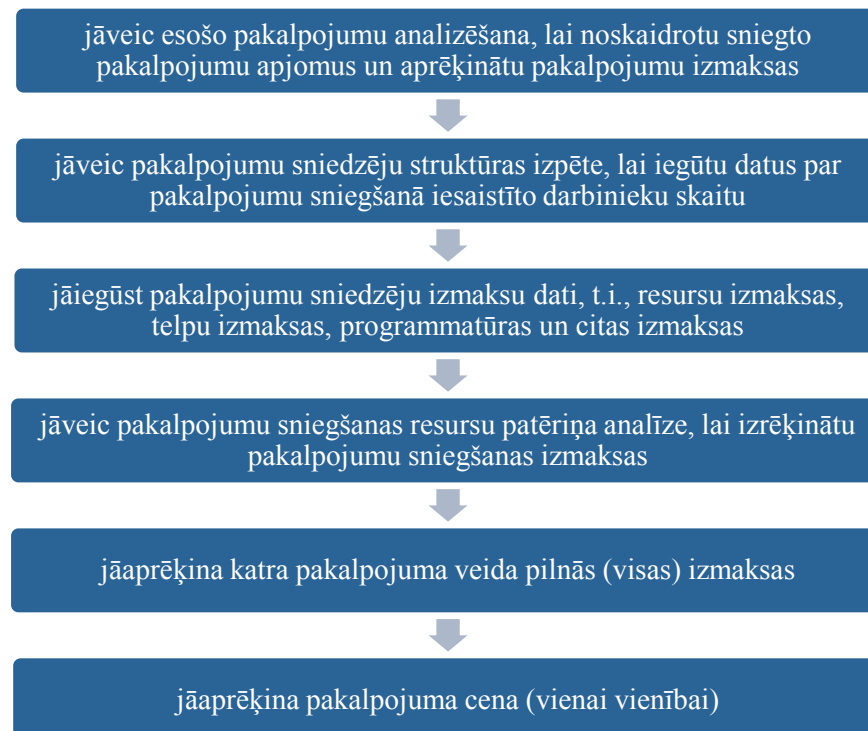 jāveic esošo pakalpojumu analizēšana, lai noskaidrotu sniegto
pakalpojumu apjomus un aprēķinātu pakalpojumu izmaksas
jāveic pakalpojumu sniedzēju struktūras izpēte, lai iegūtu datus par
pakalpojumu sniegšanā iesaistīto darbinieku skaitu
jāiegūst pakalpojumu sniedzēju izmaksu dati, t.i., resursu izmaksas,
telpu izmaksas, programmatūras un citas izmaksas
jāveic pakalpojumu sniegšanas resursu patēriņa analīze, lai izrēķinātu
pakalpojumu sniegšanas izmaksas
jāaprēķina katra pakalpojuma veida pilnās (visas) izmaksas
jāaprēķina pakalpojuma cena (vienai vienībai)